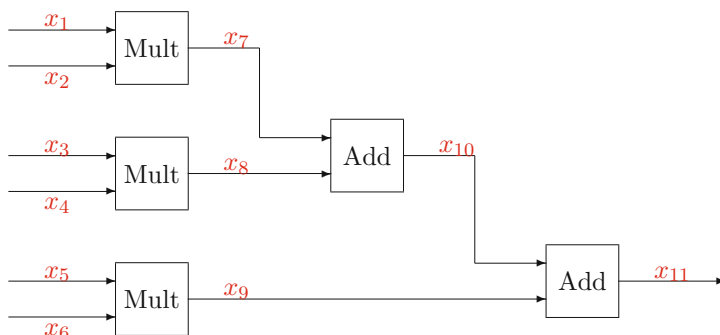 x₁
Mult
x₇
x₂
x₃
Mult
x₈
Add
x₁₀
x₄
x₅
Mult
x₉
Add
x₁₁
x₆